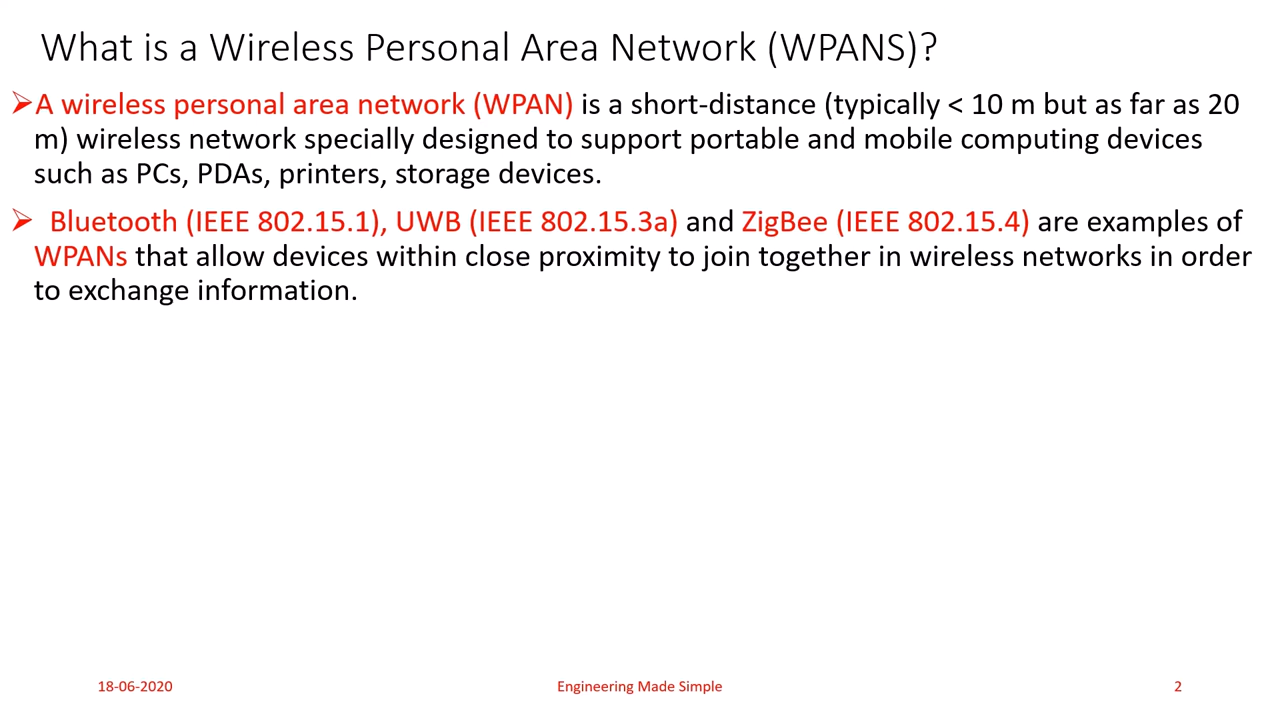 What is a Wireless Personal Area Network (WPANS)?
➢A wireless personal area network (WPAN) is a short-distance (typically < 10 m but as far as 20
m) wireless network specially designed to support portable and mobile computing devices
such as PCs, PDAs, printers, storage devices.
➢ Bluetooth (IEEE 802.15.1), UWB (IEEE 802.15.3a) and ZigBee (IEEE 802.15.4) are examples of
WPANs that allow devices within close proximity to join together in wireless networks in order
to exchange information.
18-06-2020 Engineering Made Simple 2